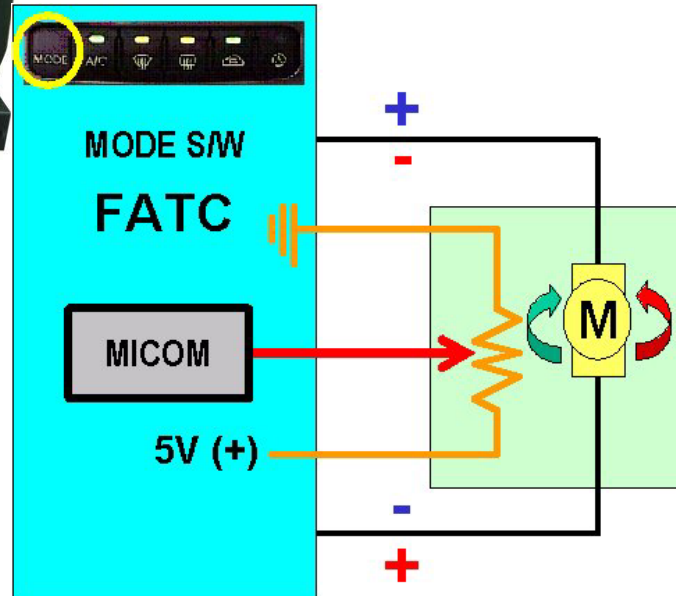 MODE A/C
MODE S/W
FATC
MICOM
5V (+)
+
-
M
-
+